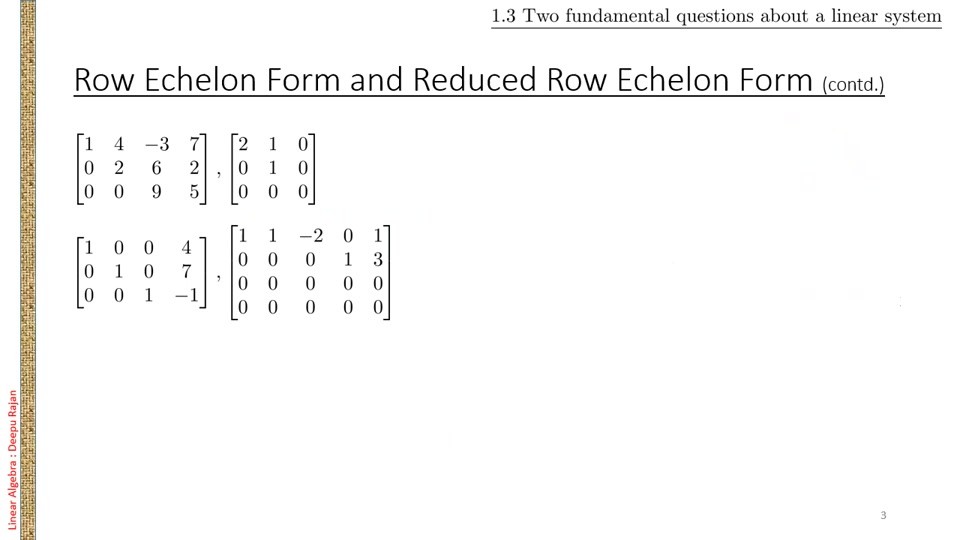 1.3 Two fundamental questions about a linear system
Row Echelon Form and Reduced Row Echelon Form (contd.)
[1 4 −3 7] [2 1 0]
[0 2 6 2] , [0 1 0]
[0 0 9 5] [0 0 0]
[1 1 −2 0 1]
[1 0 0 4] [0 0 0 1 3]
[0 1 0 7] , [0 0 0 0 0]
[0 0 1 −1] [0 0 0 0 0]
Linear Algebra : Deepu Rajan
3